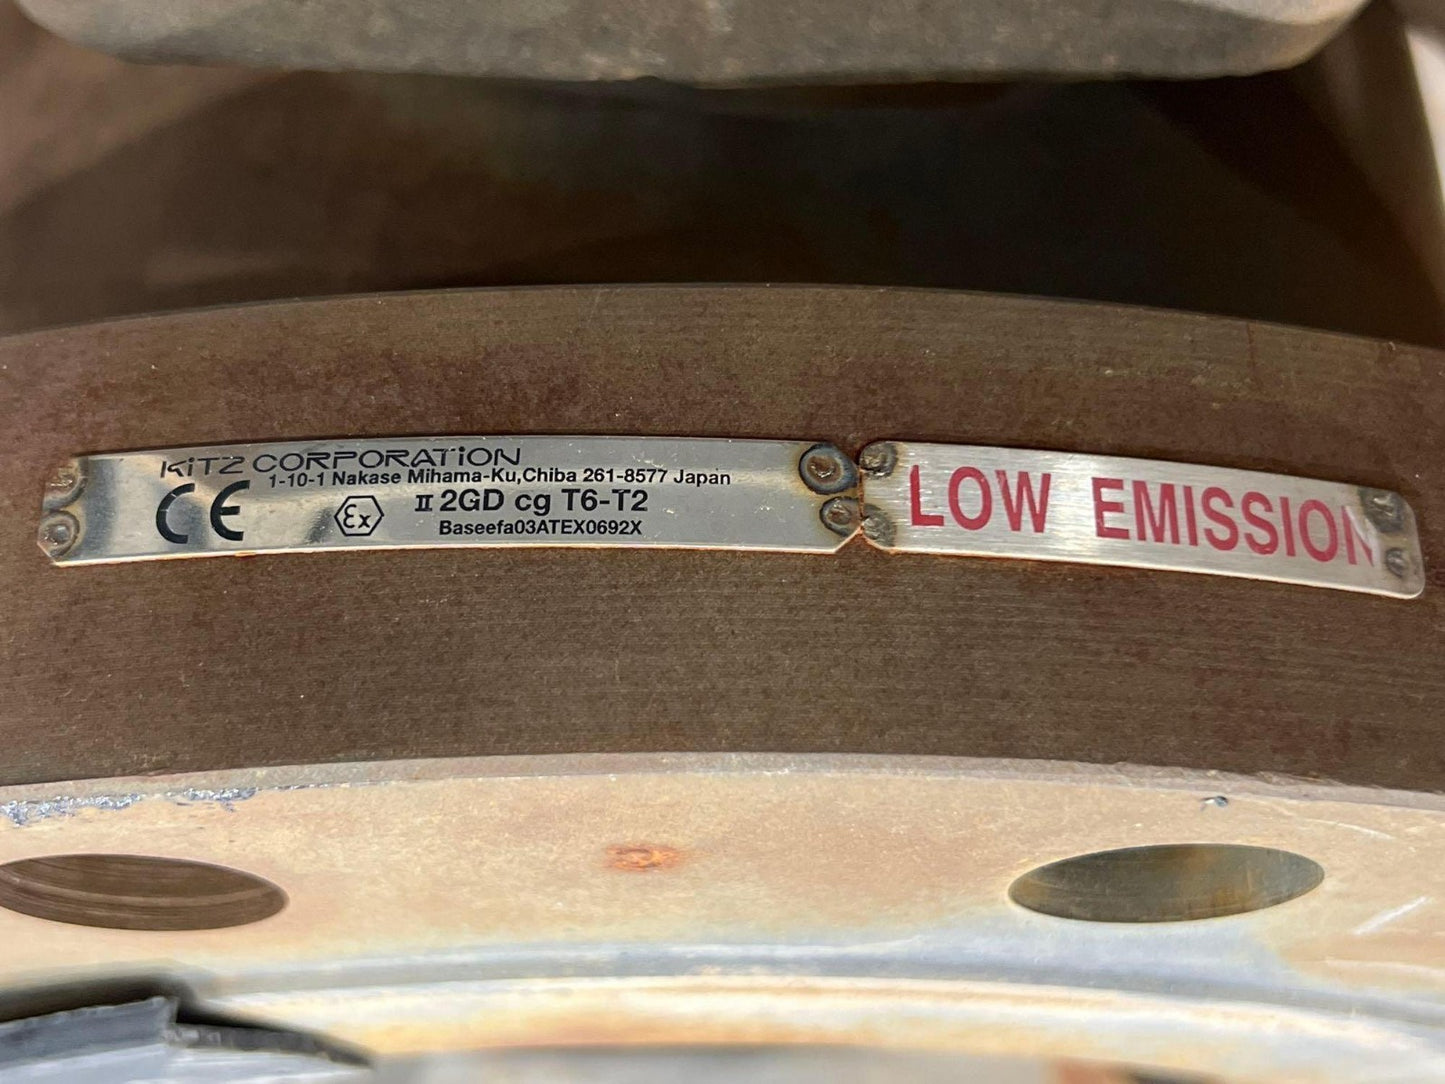 KITZ CORPORATION
1-10-1 Nakase Mihama-Ku,Chiba 261-8577 Japan
CE Ex II 2GD cg T6-T2
Baseefa03ATEX0692X
LOW EMISSION